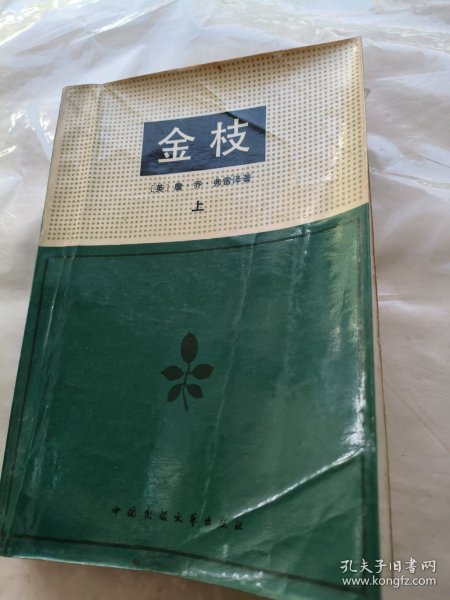 金枝
〔英〕詹·乔·弗雷泽著
上
中国民间文艺出版社
孔夫子旧书网
www.kongfz.com